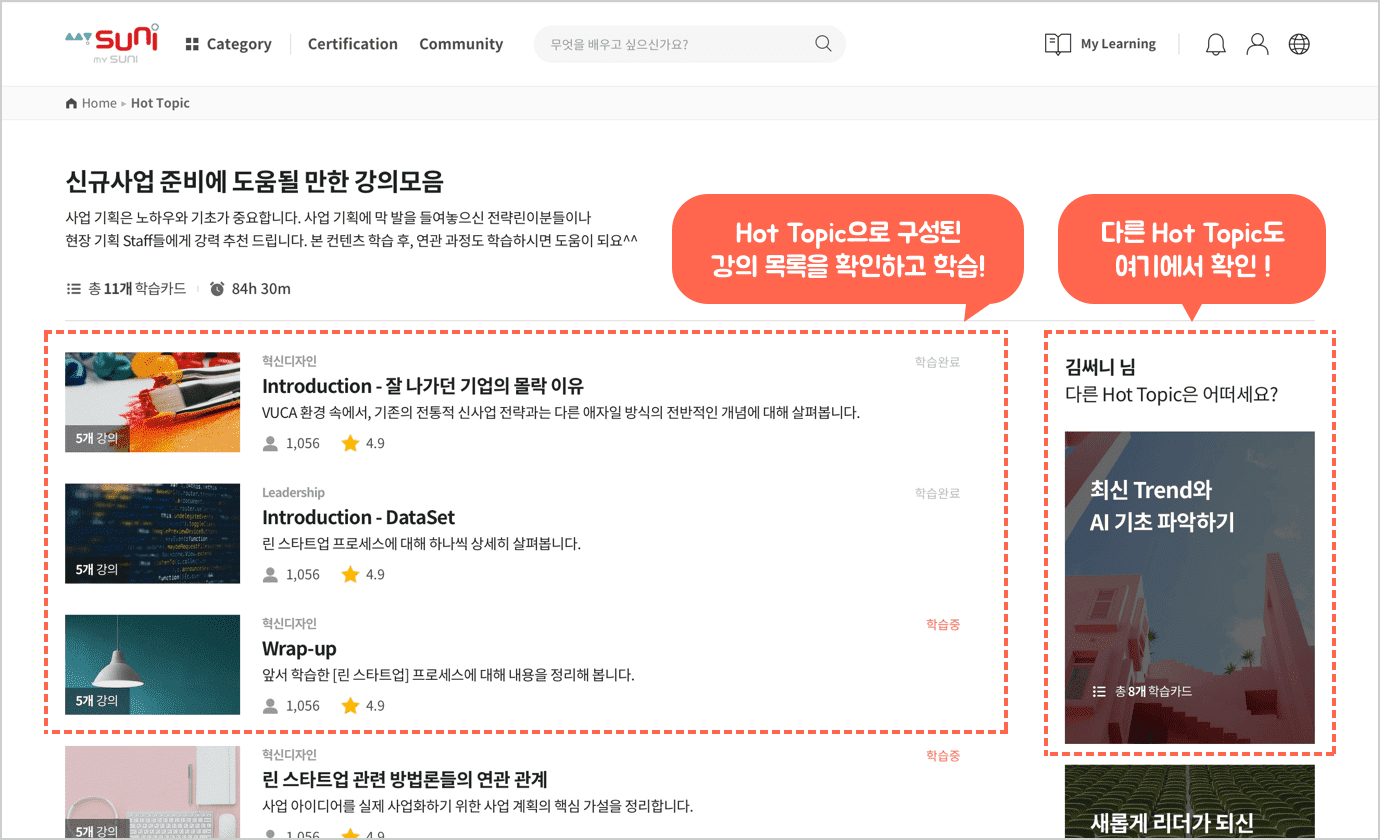 mySUNI
my SUNI
Category
Certification
Community
무엇을 배우고 싶으신가요?
My Learning
Home ▸ Hot Topic
신규사업 준비에 도움될 만한 강의모음
사업 기획은 노하우와 기초가 중요합니다. 사업 기획에 막 발을 들여놓으신 전략린이분들이나
현장 기획 Staff들에게 강력 추천 드립니다. 본 컨텐츠 학습 후, 연관 과정도 학습하시면 도움이 되요^^
총 11개 학습카드
84h 30m
Hot Topic으로 구성된
강의 목록을 확인하고 학습!
다른 Hot Topic도
여기에서 확인 !
5개 강의
혁신디자인
학습완료
Introduction - 잘 나가던 기업의 몰락 이유
VUCA 환경 속에서, 기존의 전통적 신사업 전략과는 다른 애자일 방식의 전반적인 개념에 대해 살펴봅니다.
1,056
4.9
5개 강의
Leadership
학습완료
Introduction - DataSet
린 스타트업 프로세스에 대해 하나씩 상세히 살펴봅니다.
1,056
4.9
5개 강의
혁신디자인
학습중
Wrap-up
앞서 학습한 [린 스타트업] 프로세스에 대해 내용을 정리해 봅니다.
1,056
4.9
5개 강의
혁신디자인
학습중
린 스타트업 관련 방법론들의 연관 관계
사업 아이디어를 실제 사업화하기 위한 사업 계획의 핵심 가설을 정리합니다.
1,056
4.9
김써니 님
다른 Hot Topic은 어떠세요?
최신 Trend와
AI 기초 파악하기
총 8개 학습카드
새롭게 리더가 되신